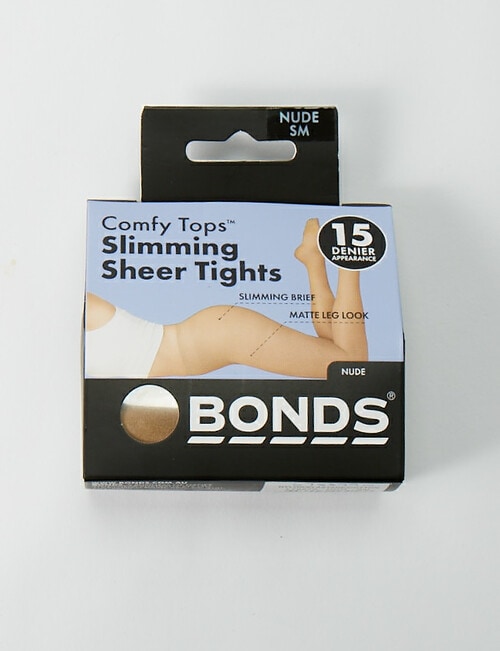 NUDE
SM
Comfy Tops™
Slimming
Sheer Tights
15
DENIER
APPEARANCE
SLIMMING BRIEF
MATTE LEG LOOK
NUDE
BONDS®